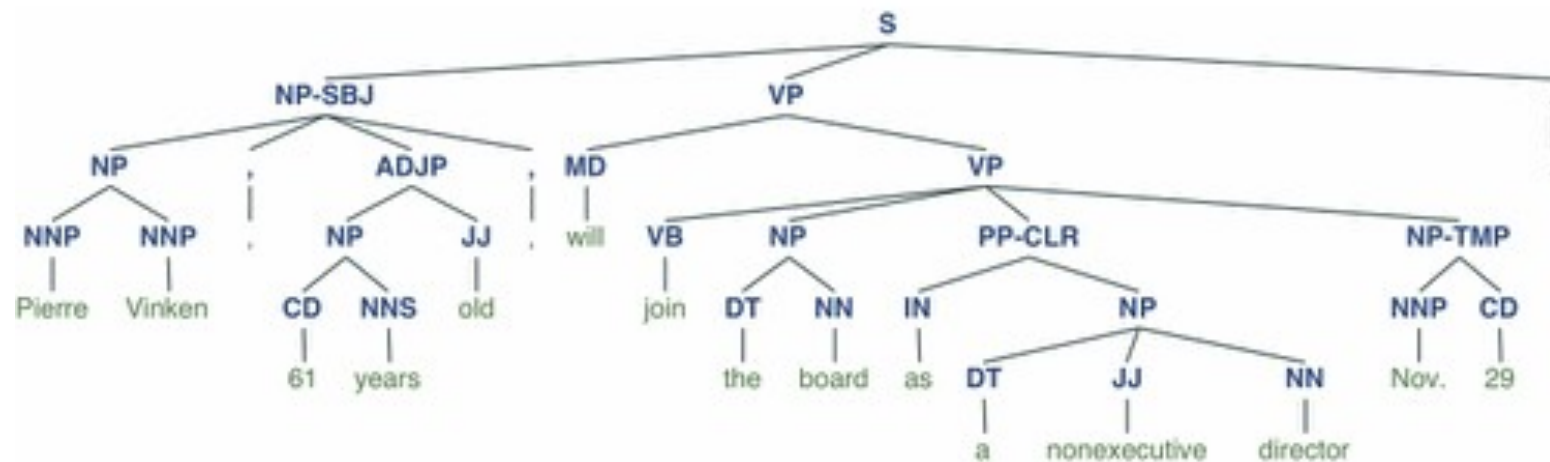 S
NP-SBJ VP
NP , ADJP , MD VP
NNP NNP , NP JJ , will VB NP PP-CLR NP-TMP
Pierre Vinken CD NNS old join DT NN IN NP NNP CD
61 years the board as DT JJ NN Nov. 29
a nonexecutive director